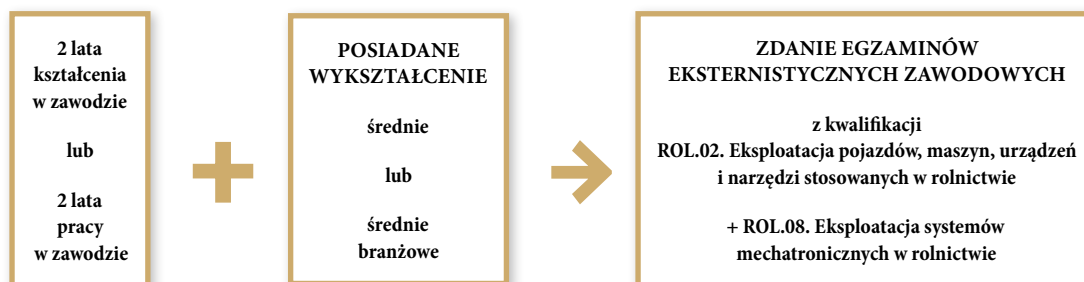 2 lata
kształcenia
w zawodzie
lub
2 lata
pracy
w zawodzie
POSIADANE
WYKSZTAŁCENIE
średnie
lub
średnie
branżowe
ZDANIE EGZAMINÓW
EKSTERNISTYCZNYCH ZAWODOWYCH
z kwalifikacji
ROL.02. Eksploatacja pojazdów, maszyn, urządzeń
i narzędzi stosowanych w rolnictwie
+ ROL.08. Eksploatacja systemów
mechatronicznych w rolnictwie